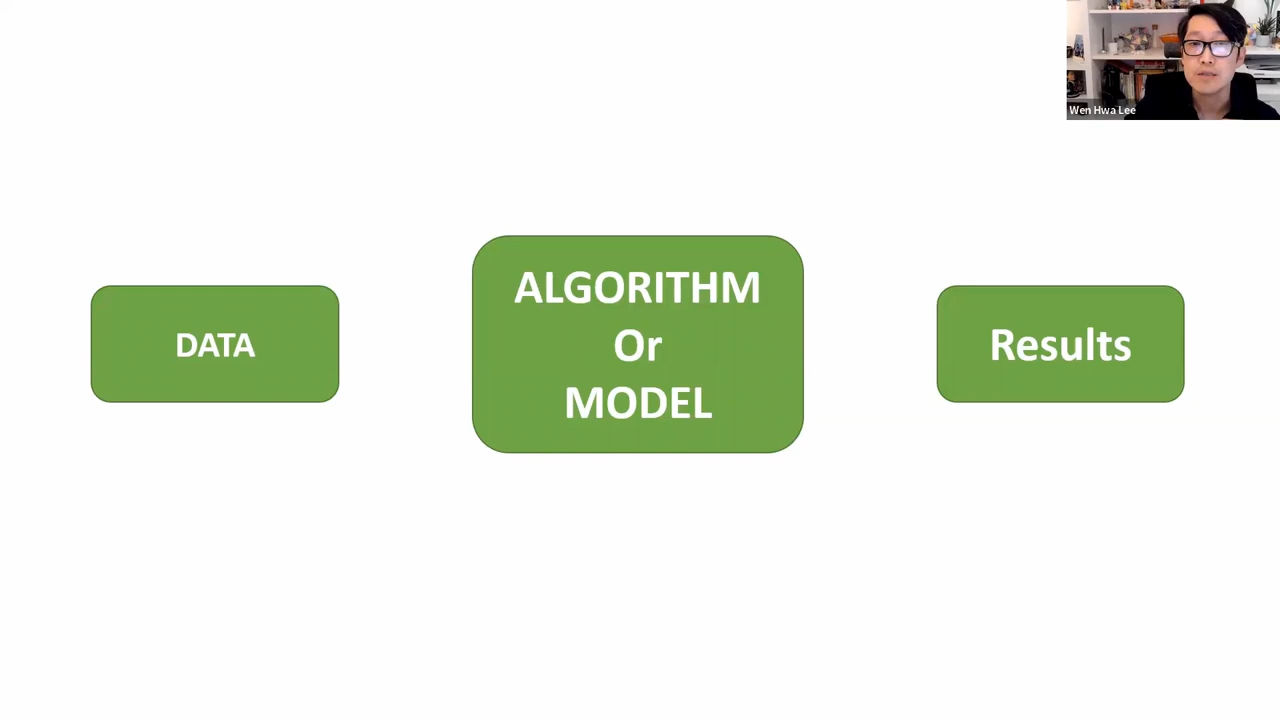 Wen Hwa Lee
DATA
ALGORITHM
Or
MODEL
Results